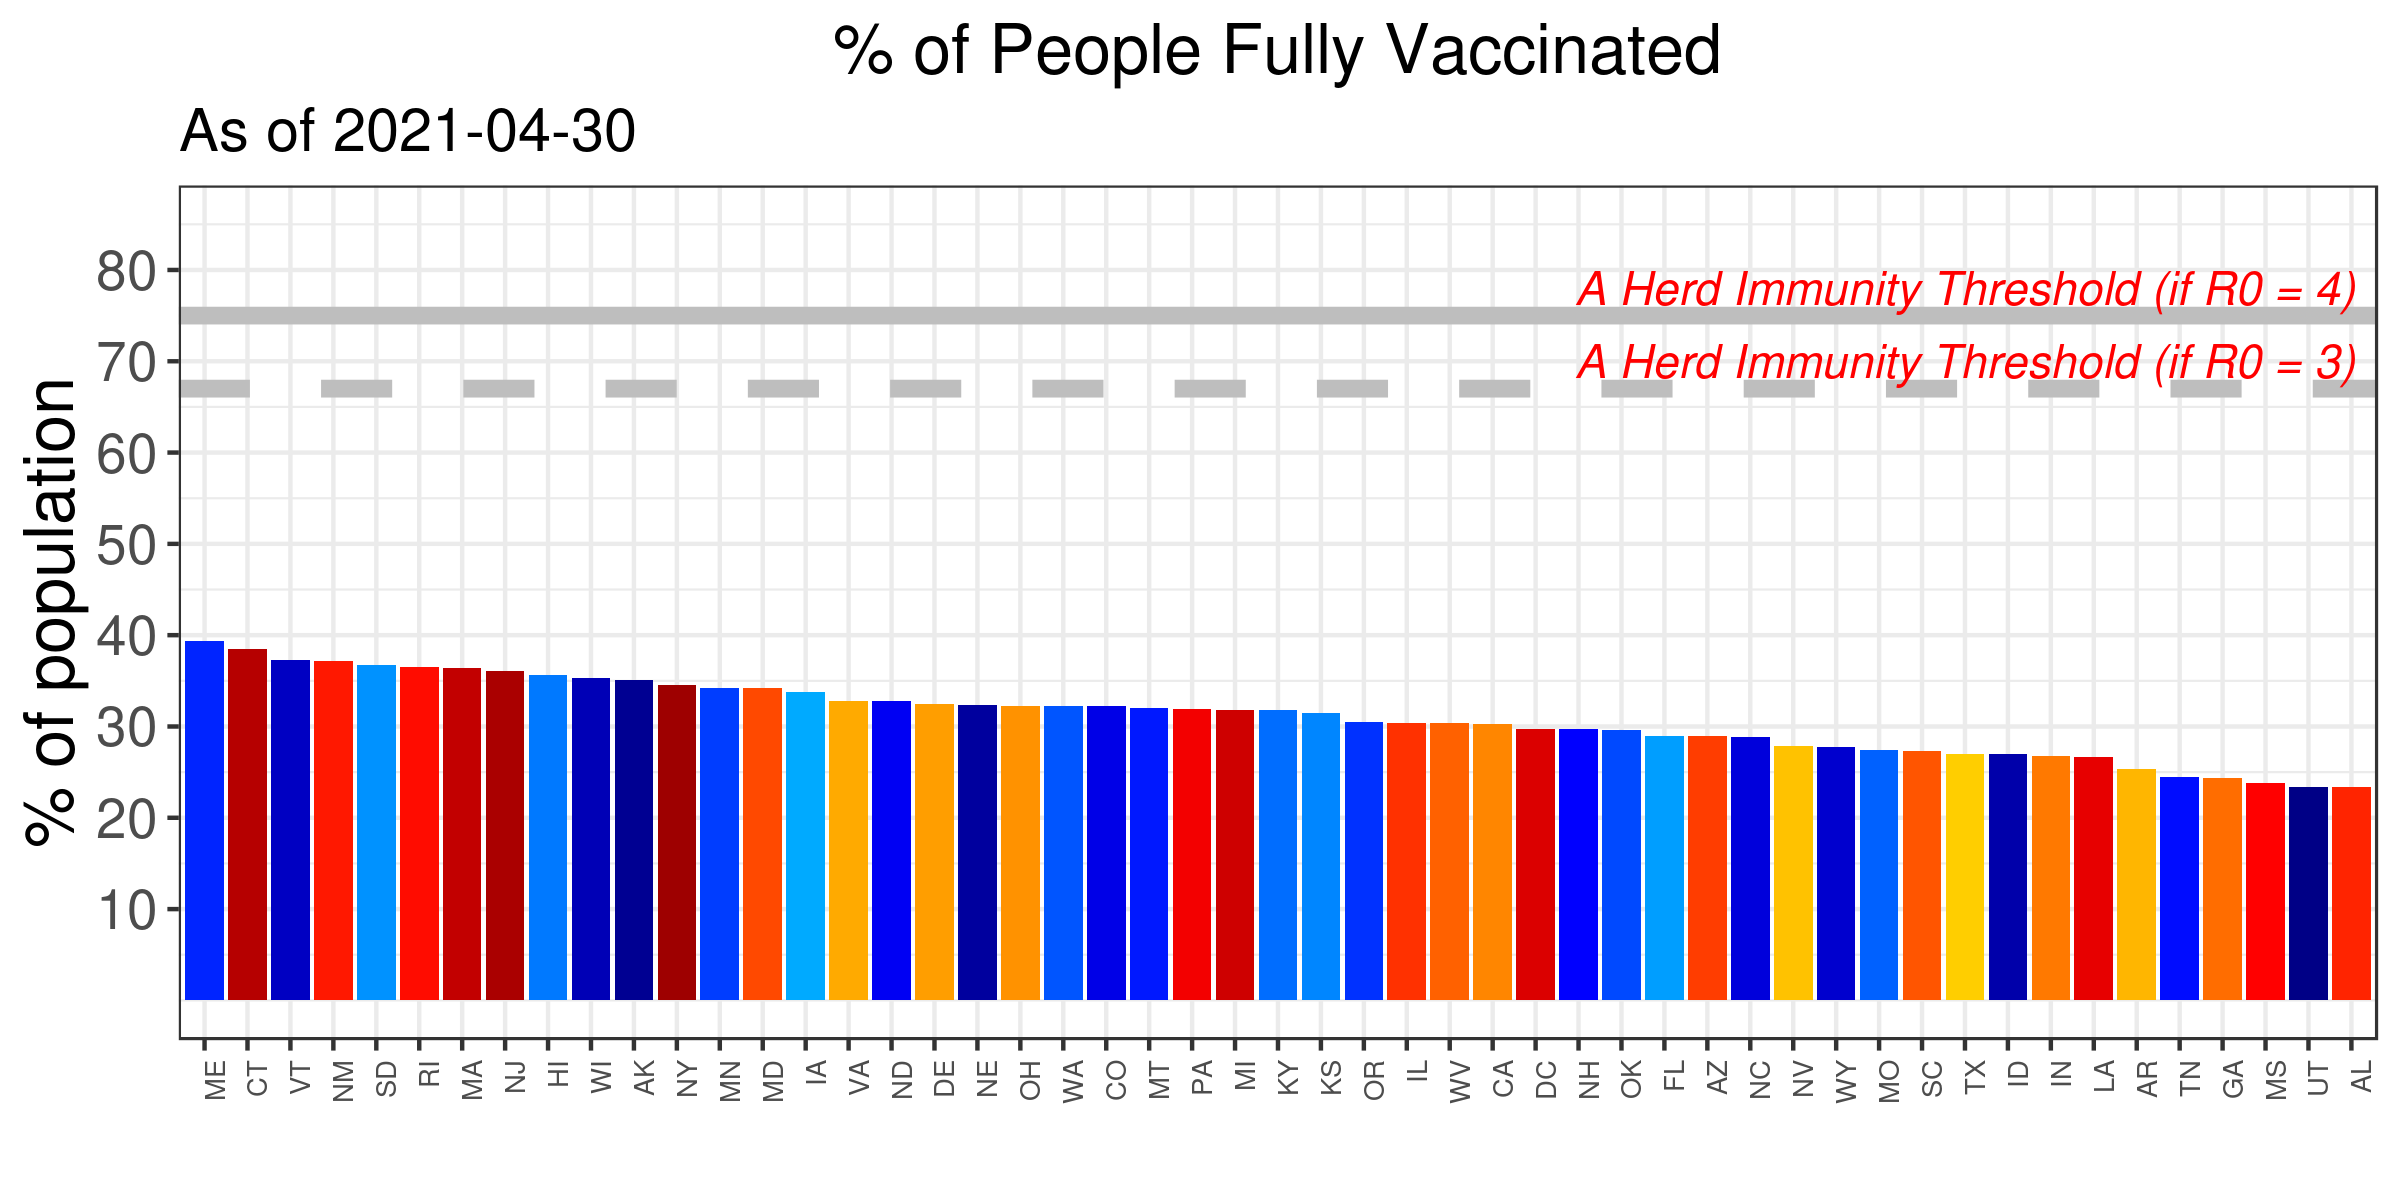 % of People Fully Vaccinated
As of 2021-04-30
% of population
80
70
60
50
40
30
20
10
A Herd Immunity Threshold (if R0 = 4)
A Herd Immunity Threshold (if R0 = 3)
ME CT VT NM SD RI MA NJ HI WI AK NY MN MD IA VA ND DE NE OH WA CO MT PA MI KY KS OR IL WV CA DC NH OK FL AZ NC NV WY MO SC TX ID IN LA AR TN GA MS UT AL